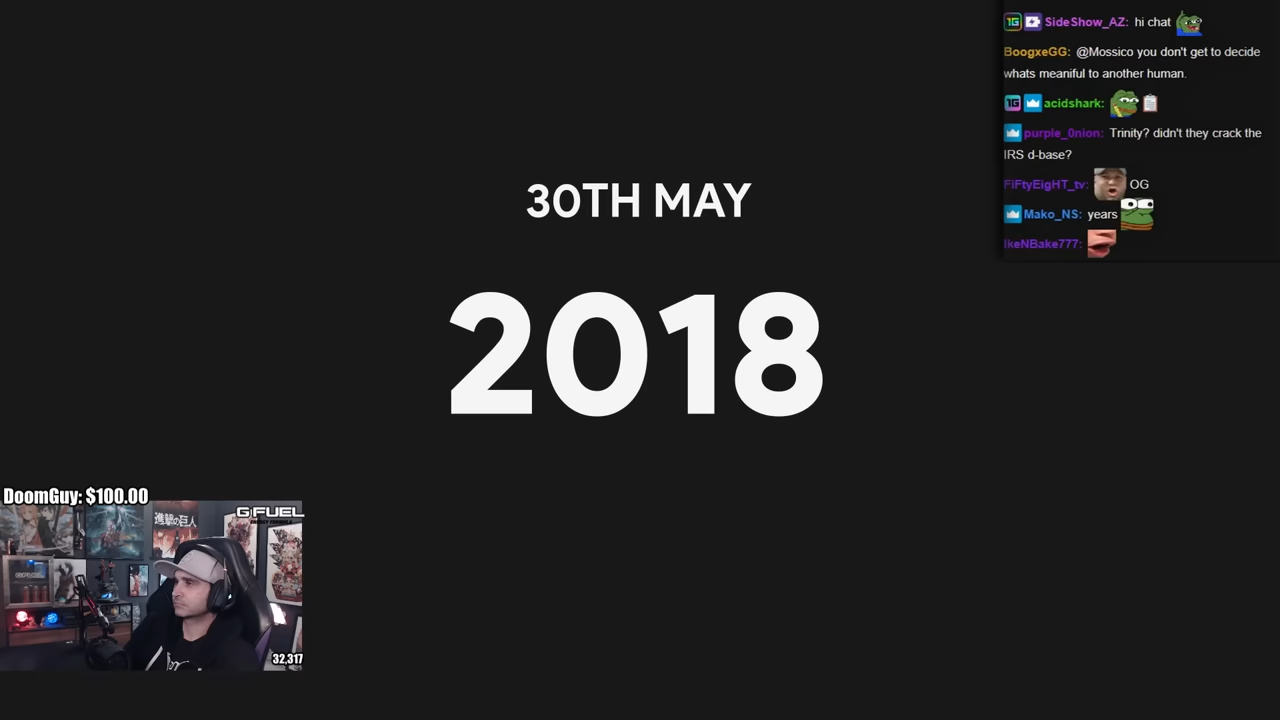 SideShow_AZ: hi chat
BoogxeGG: @Mossico you don't get to decide
whats meaniful to another human.
acidshark:
purple_0nion: Trinity? didn't they crack the
IRS d-base?
FiFtyEigHT_tv: OG
Mako_NS: years
IkeNBake777:
30TH MAY
2018
DoomGuy: $100.00
G FUEL
進撃の巨人
32,317